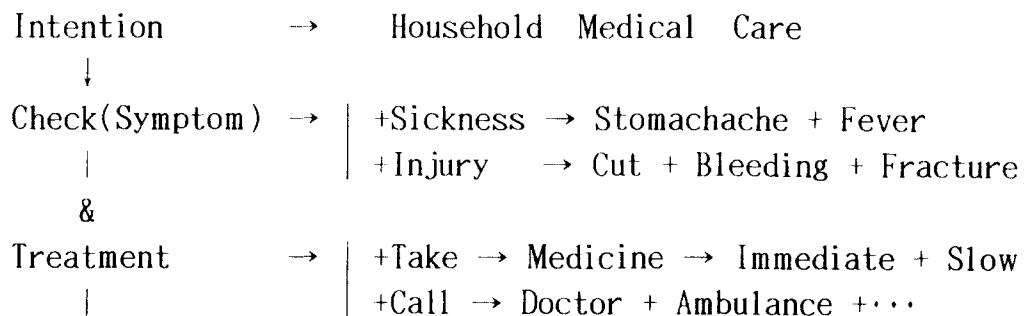 Intention → Household Medical Care
↓
Check(Symptom) → | +Sickness → Stomachache + Fever
| | +Injury → Cut + Bleeding + Fracture
&
Treatment → | +Take → Medicine → Immediate + Slow
| | +Call → Doctor + Ambulance +···